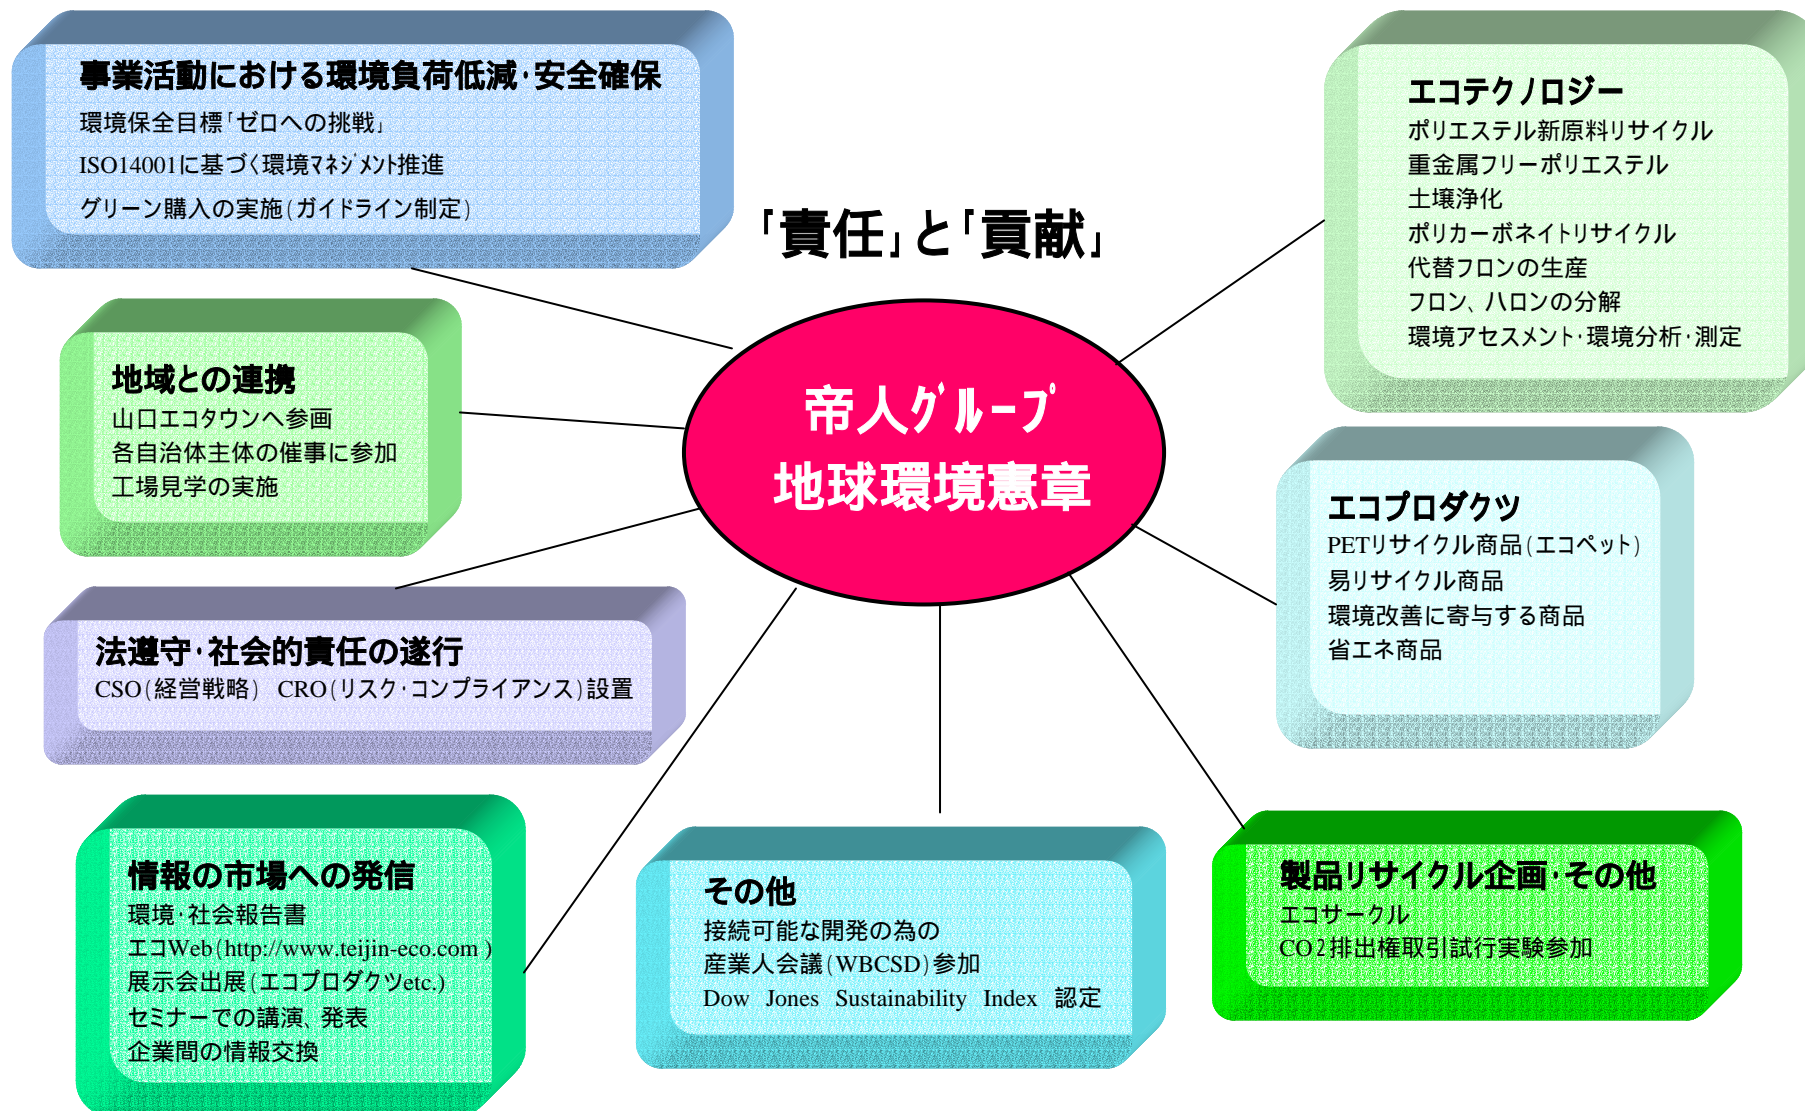 事業活動における環境負荷低減・安全確保
環境保全目標「ゼロへの挑戦」
ISO14001に基づく環境マネジメント推進
グリーン購入の実施(ガイドライン制定)
「責任」と「貢献」
帝人グループ
地球環境憲章
エコテクノロジー
ポリエステル新原料リサイクル
重金属フリーポリエステル
土壌浄化
ポリカーボネイトリサイクル
代替フロンの生産
フロン、ハロンの分解
環境アセスメント・環境分析・測定
地域との連携
山口エコタウンへ参画
各自治体主体の催事に参加
工場見学の実施
エコプロダクツ
PETリサイクル商品(エコペット)
易リサイクル商品
環境改善に寄与する商品
省エネ商品
法遵守・社会的責任の遂行
CSO(経営戦略) CRO(リスク・コンプライアンス)設置
情報の市場への発信
環境・社会報告書
エコWeb(http://www.teijin-eco.com )
展示会出展(エコプロダクツetc.)
セミナーでの講演、発表
企業間の情報交換
その他
接続可能な開発の為の
産業人会議(WBCSD)参加
Dow Jones Sustainability Index 認定
製品リサイクル企画・その他
エコサークル
CO2排出権取引試行実験参加